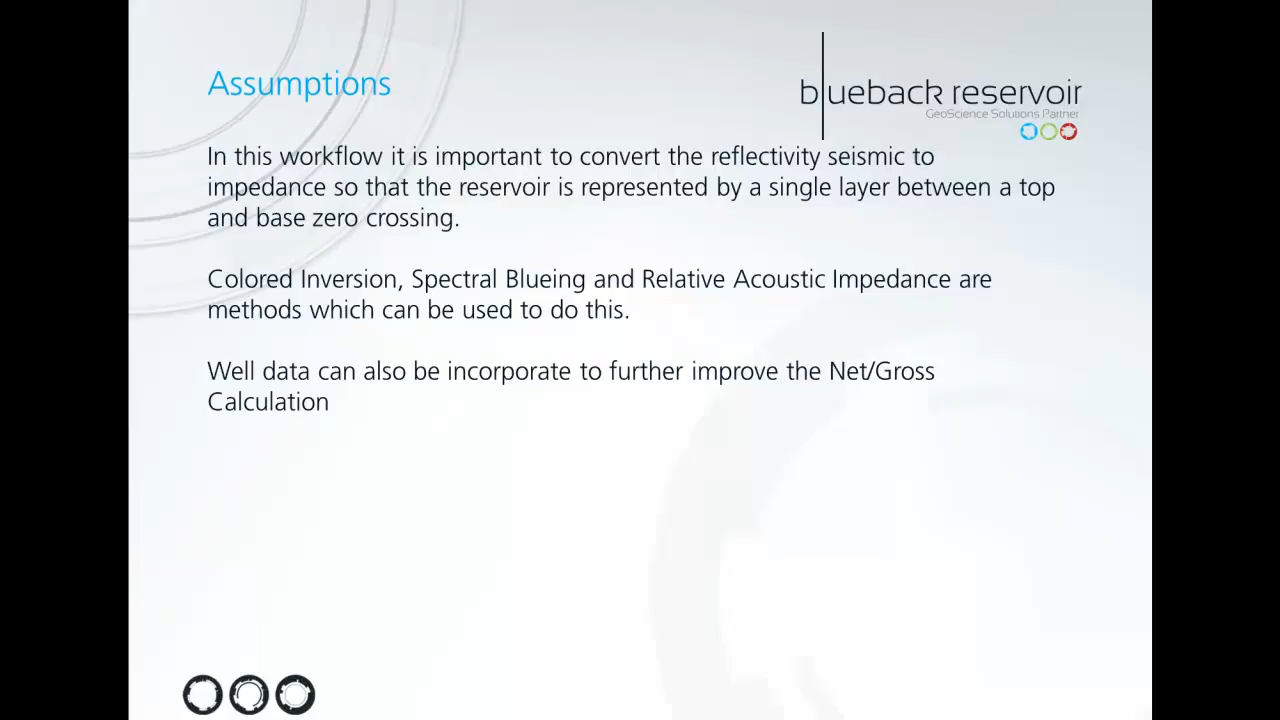 Assumptions
blueback reservoir
GeoScience Solutions Partner
In this workflow it is important to convert the reflectivity seismic to
impedance so that the reservoir is represented by a single layer between a top
and base zero crossing.
Colored Inversion, Spectral Blueing and Relative Acoustic Impedance are
methods which can be used to do this.
Well data can also be incorporate to further improve the Net/Gross
Calculation